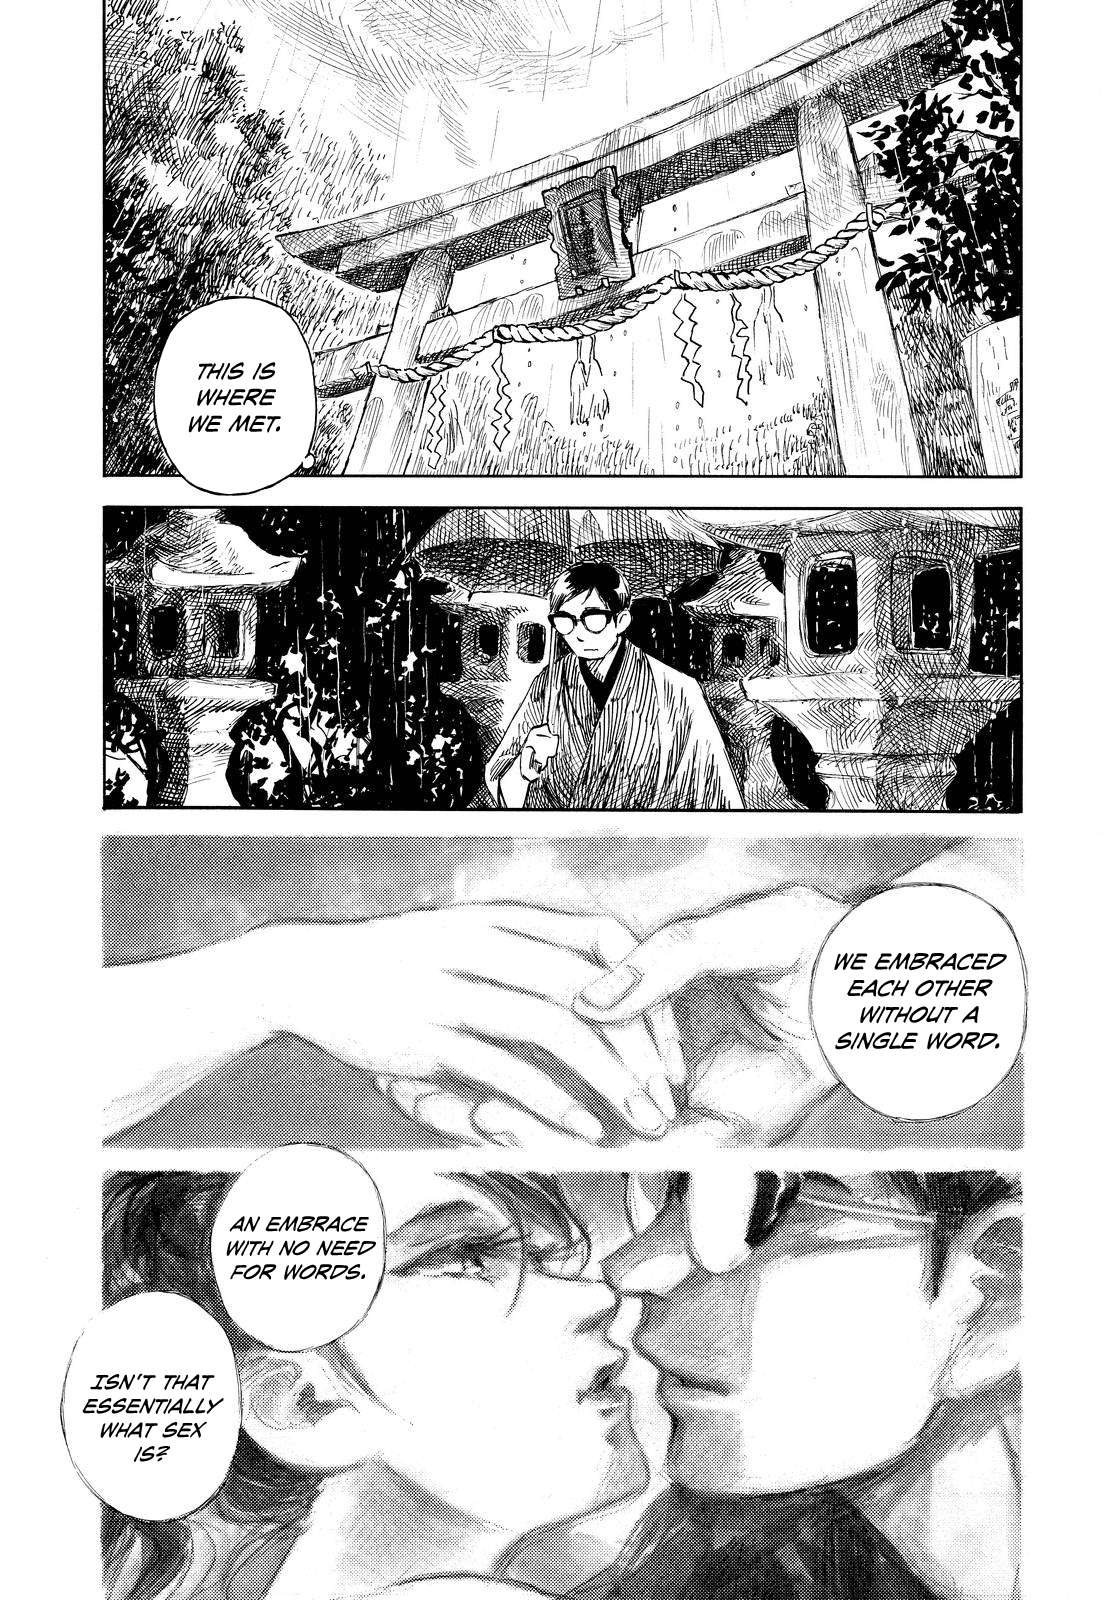 THIS IS
WHERE
WE MET.
WE EMBRACED
EACH OTHER
WITHOUT A
SINGLE WORD.
AN EMBRACE
WITH NO NEED
FOR WORDS.
ISN'T THAT
ESSENTIALLY
WHAT SEX
IS?